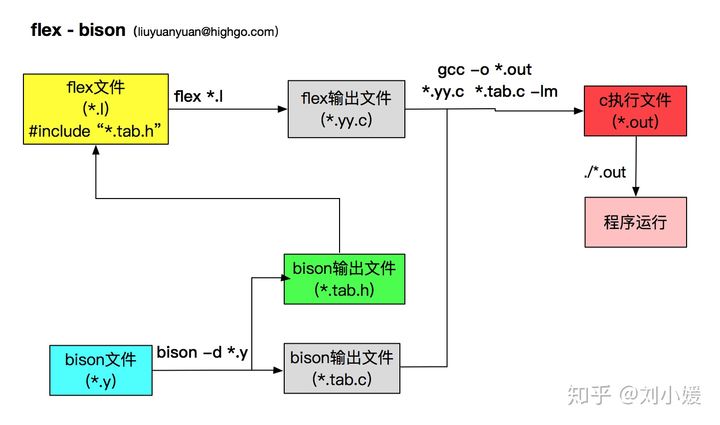 flex - bison (liuyuanyuan@highgo.com)
flex文件
(*.l)
#include “*.tab.h”
flex *.l
flex输出文件
(*.yy.c)
gcc -o *.out
*.yy.c *.tab.c -lm
c执行文件
(*.out)
./*.out
程序运行
bison输出文件
(*.tab.h)
bison文件
(*.y)
bison -d *.y
bison输出文件
(*.tab.c)
知乎 @刘小媛